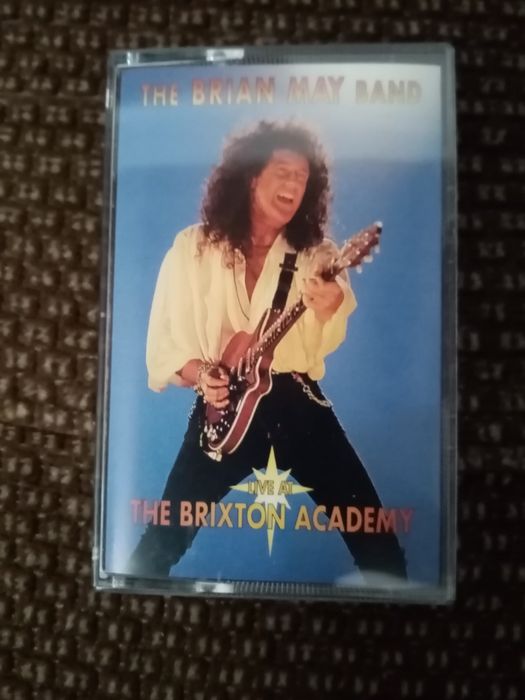 THE BRIAN MAY BAND
LIVE AT
THE BRIXTON ACADEMY